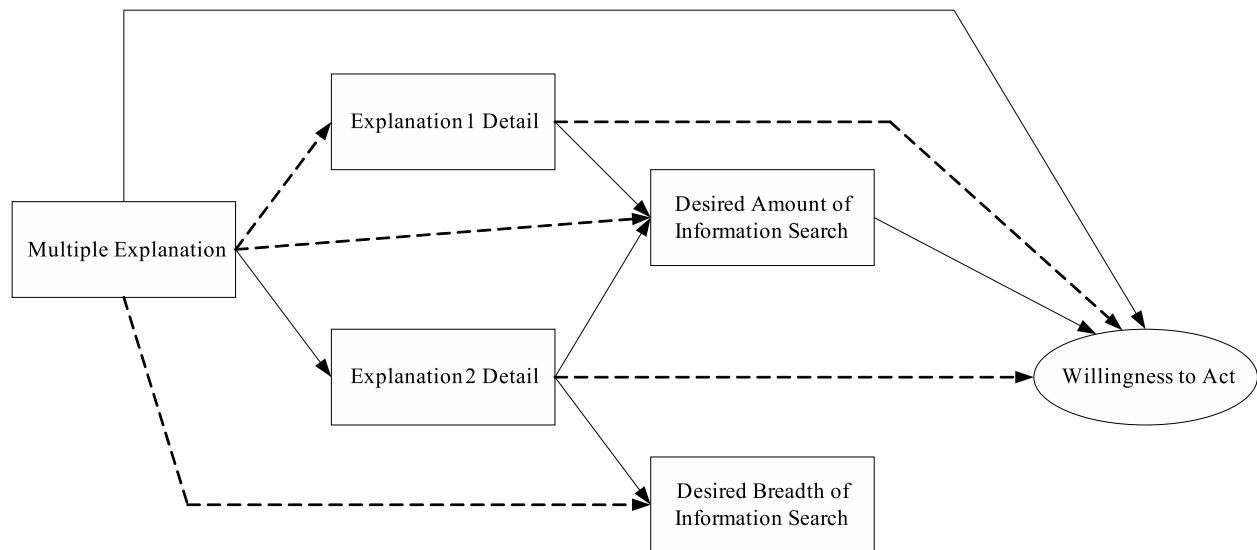 Explanation1 Detail
Desired Amount of
Information Search
Multiple Explanation
Explanation2 Detail
Willingness to Act
Desired Breadth of
Information Search